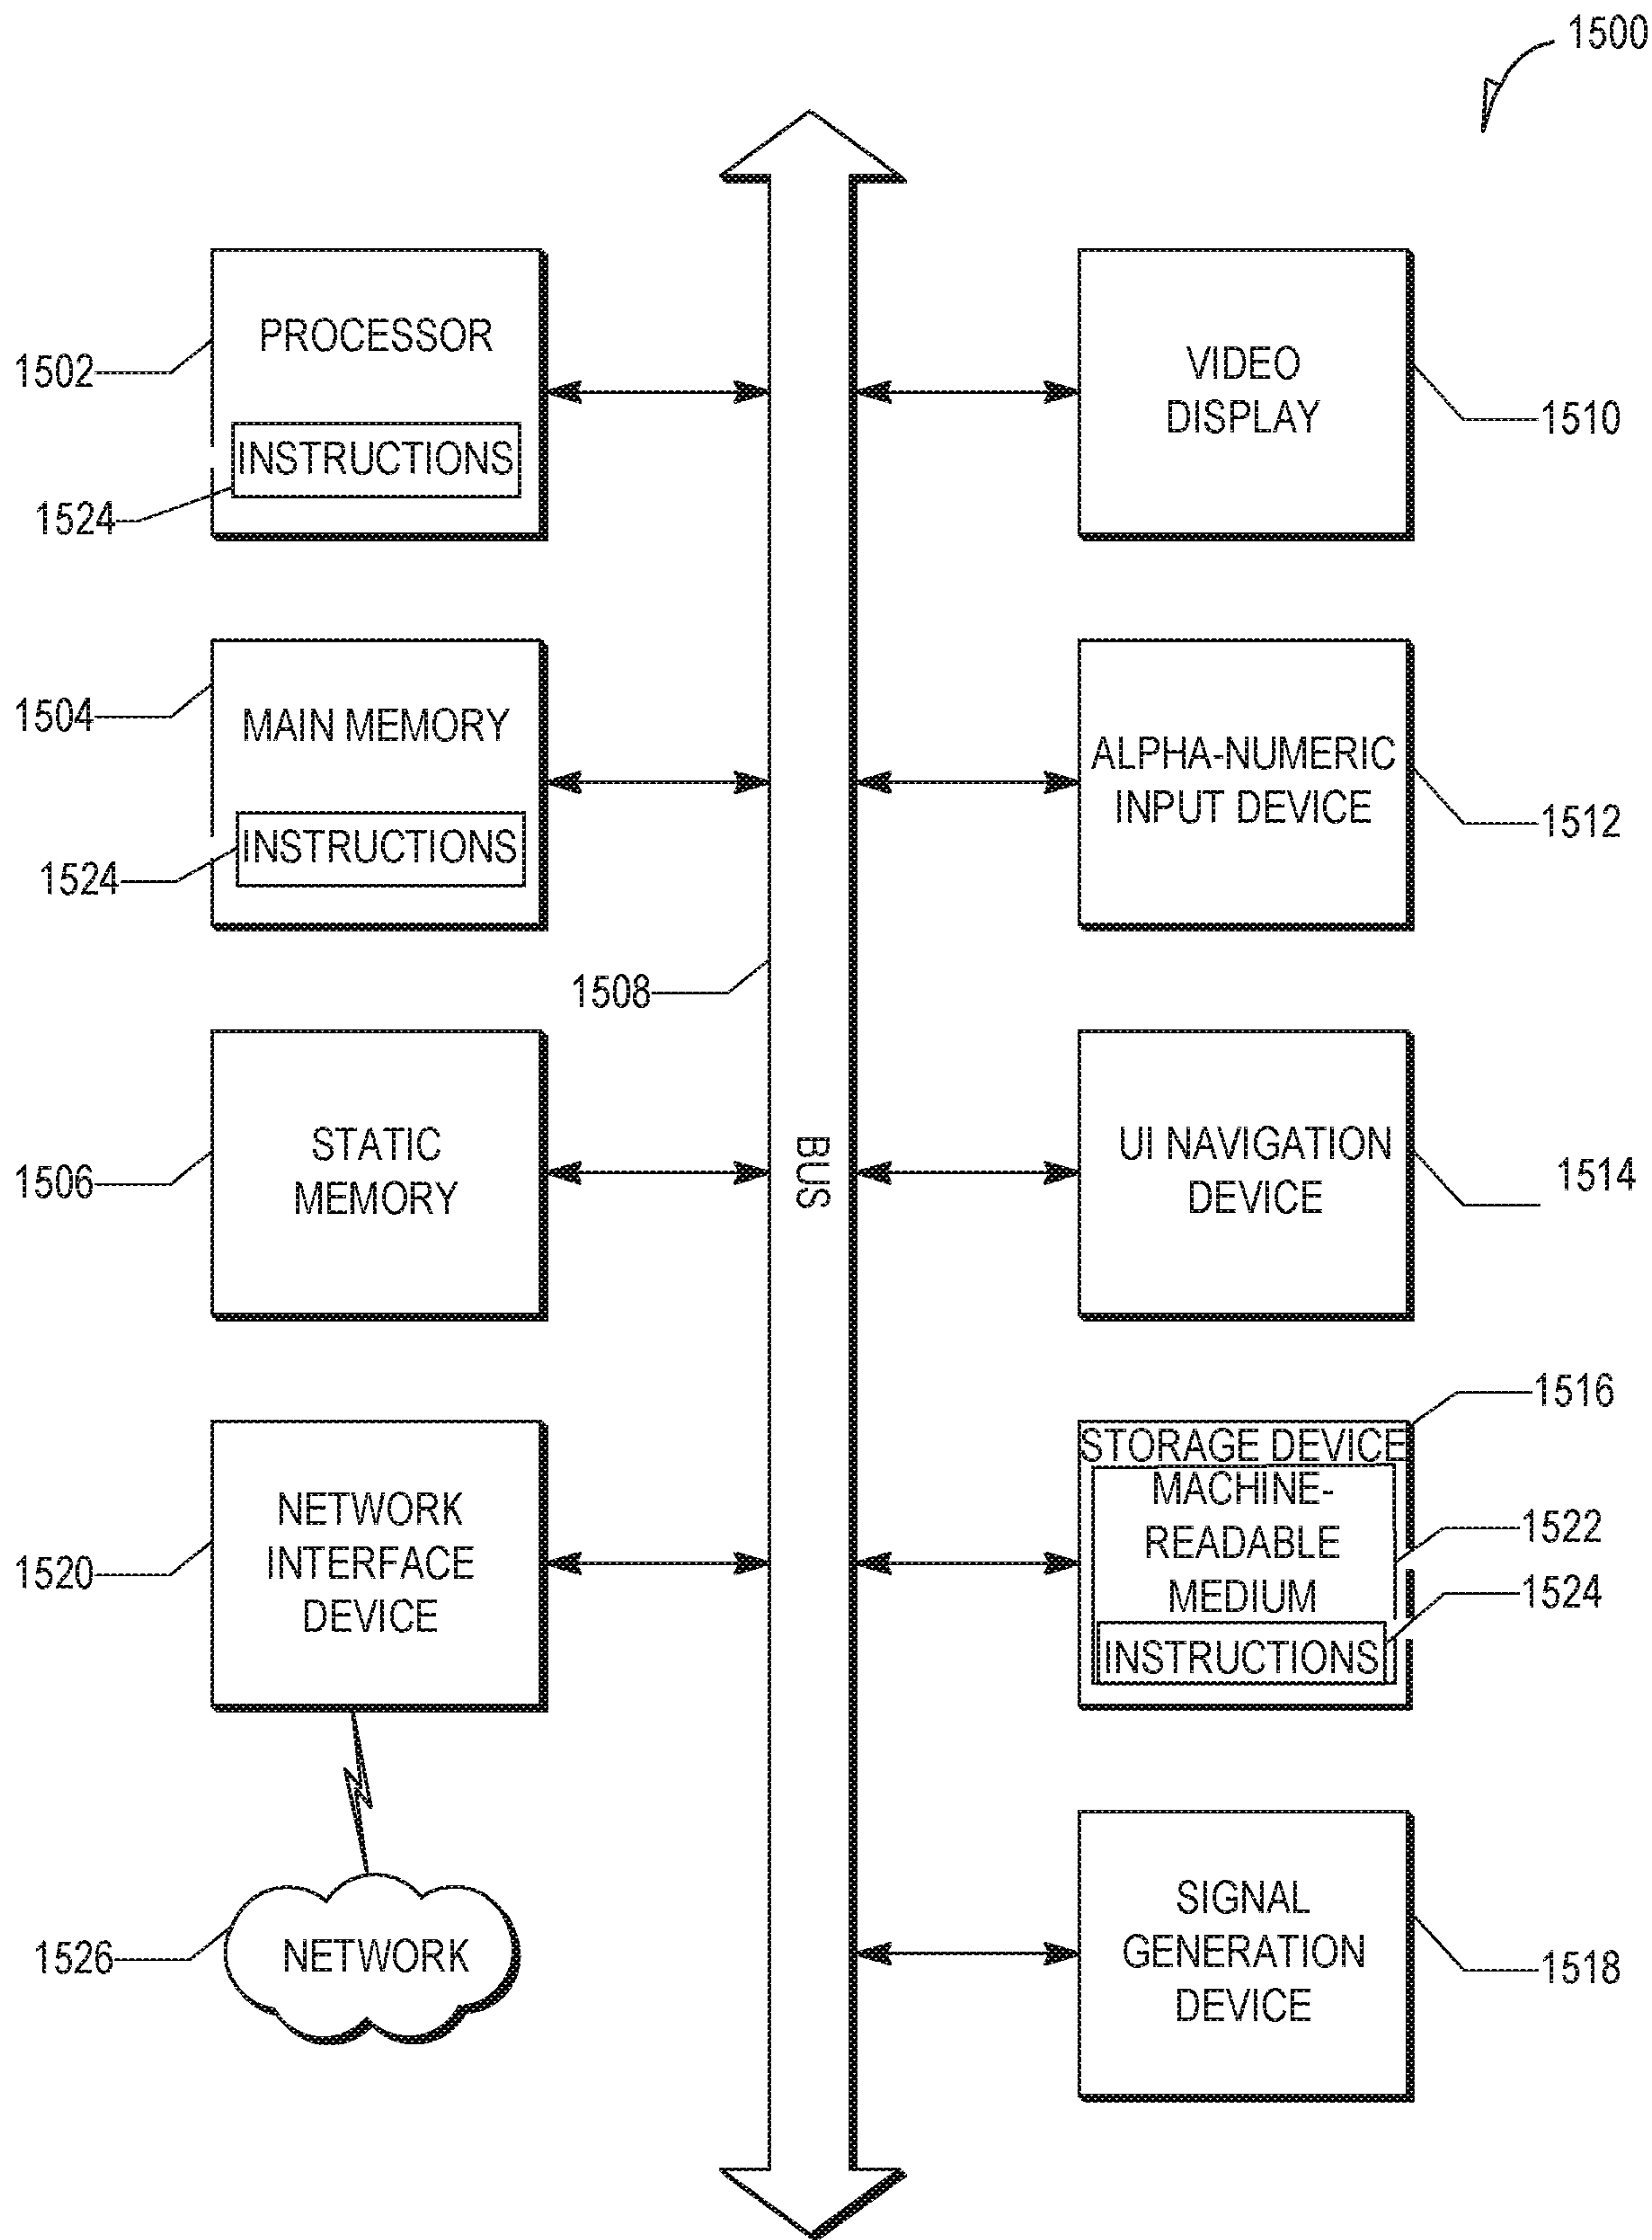 1500
PROCESSOR
1502
INSTRUCTIONS
1524
VIDEO
DISPLAY
1510
1504
MAIN MEMORY
INSTRUCTIONS
1524
ALPHA-NUMERIC
INPUT DEVICE
1512
1508
BUS
STATIC
MEMORY
1506
UI NAVIGATION
DEVICE
1514
NETWORK
INTERFACE
DEVICE
1520
1516
STORAGE DEVICE
MACHINE-
READABLE
MEDIUM
1522
1524
INSTRUCTIONS
1526
NETWORK
SIGNAL
GENERATION
DEVICE
1518